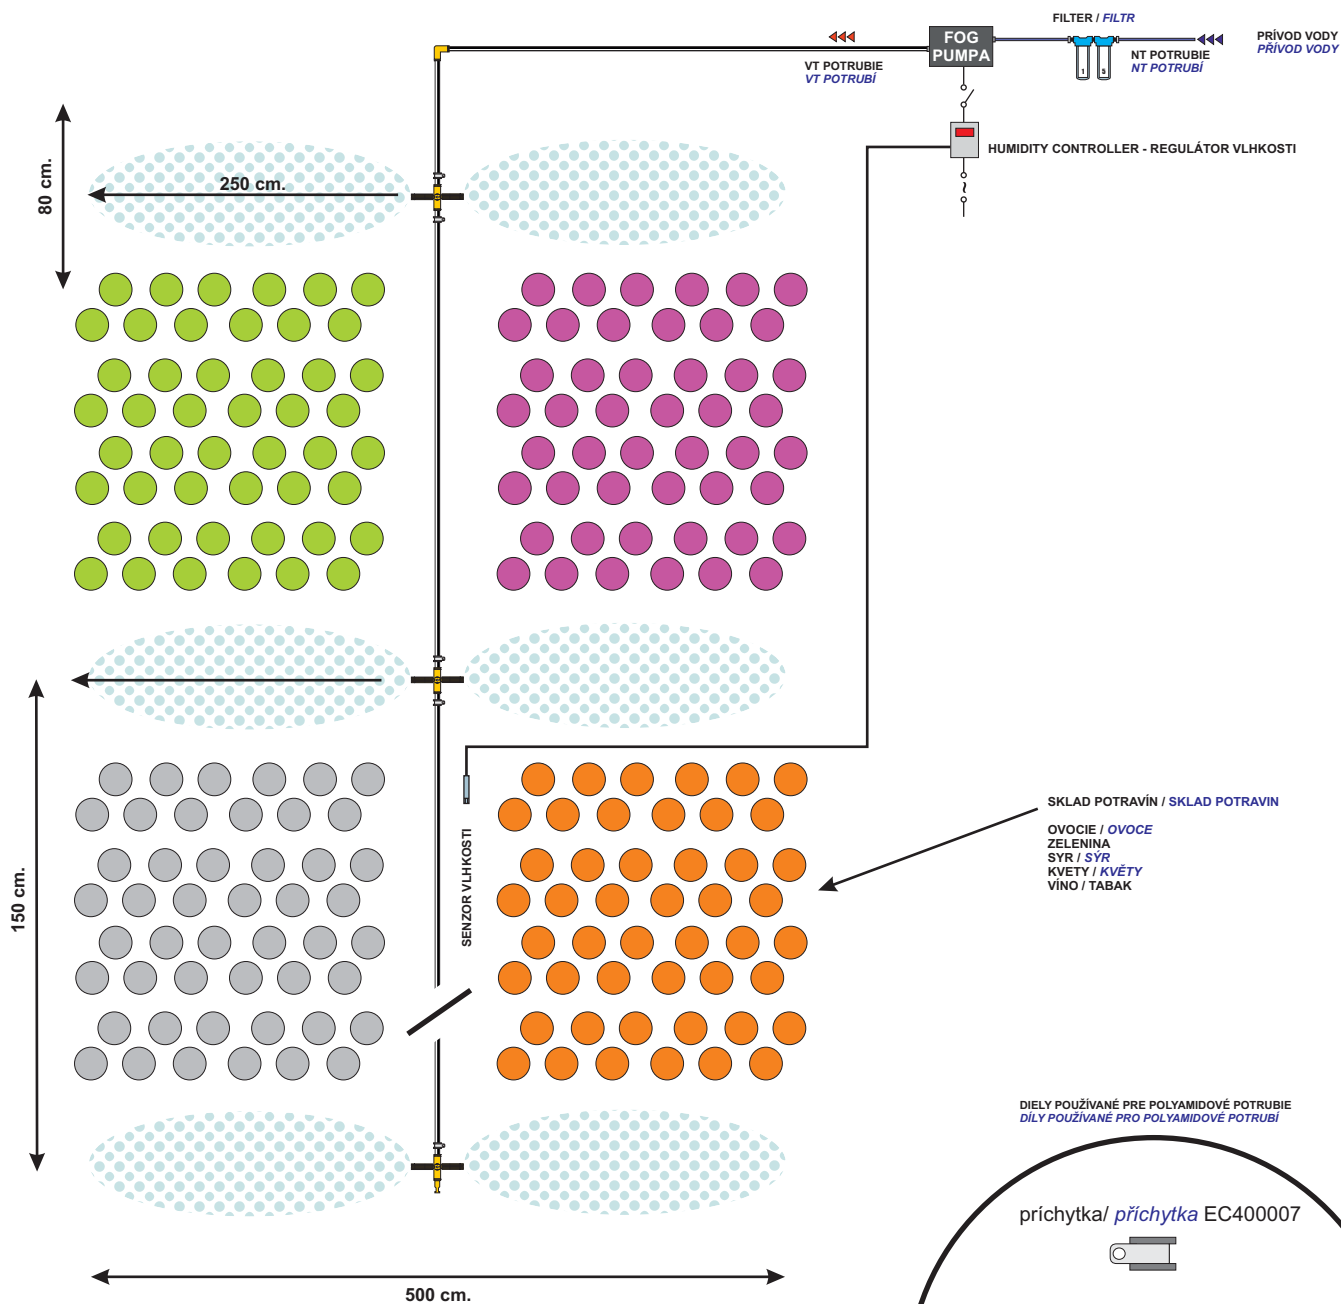 FILTER / FILTR
PRÍVOD VODY
PŘÍVOD VODY
FOG
PUMPA
VT POTRUBIE
VT POTRUBÍ
NT POTRUBIE
NT POTRUBÍ
1
5
HUMIDITY CONTROLLER - REGULÁTOR VLHKOSTI
80 cm.
250 cm.
150 cm.
SENZOR VLHKOSTI
SKLAD POTRAVÍN / SKLAD POTRAVIN
OVOCIE / OVOCE
ZELENINA
SYR / SÝR
KVETY / KVĚTY
VÍNO / TABAK
DIELY POUŽÍVANÉ PRE POLYAMIDOVÉ POTRUBIE
DÍLY POUŽÍVANÉ PRO POLYAMIDOVÉ POTRUBÍ
príchytka/ příchytka EC400007
500 cm.